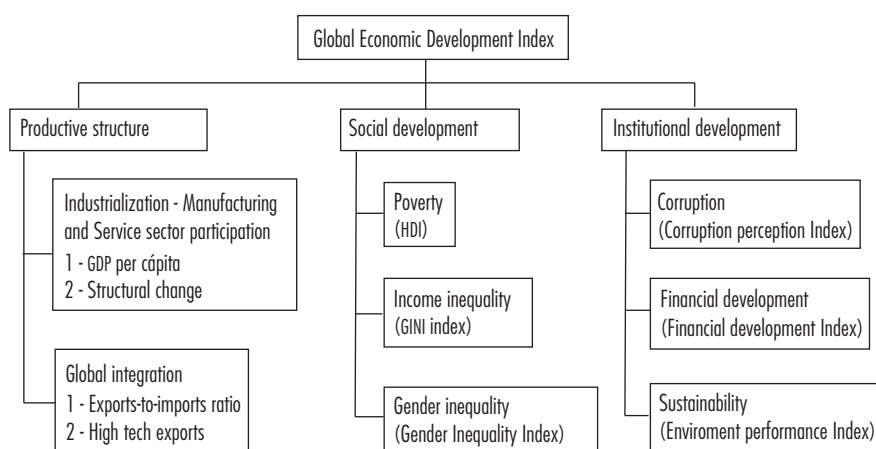 Global Economic Development Index
Productive structure
Industrialization - Manufacturing
and Service sector participation
1 - GDP per cápita
2 - Structural change
Global integration
1 - Exports-to-imports ratio
2 - High tech exports
Social development
Poverty
(HDI)
Income inequality
(GINI index)
Gender inequality
(Gender Inequality Index)
Institutional development
Corruption
(Corruption perception Index)
Financial development
(Financial development Index)
Sustainability
(Enviroment performance Index)